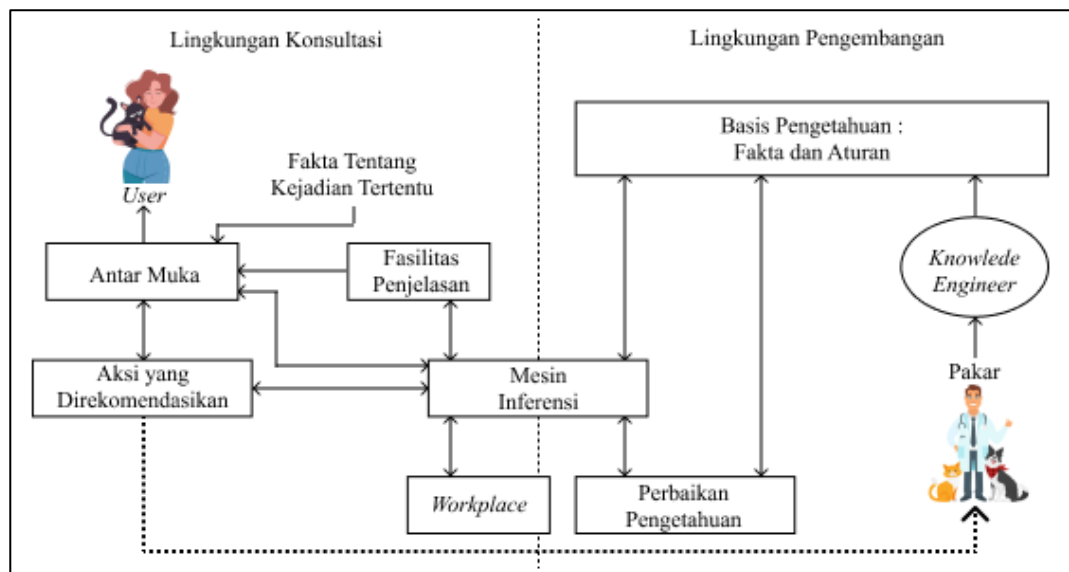 Lingkungan Konsultasi
Lingkungan Pengembangan
Basis Pengetahuan :
Fakta dan Aturan
Fakta Tentang
Kejadian Tertentu
User
Antar Muka
Fasilitas
Penjelasan
Knowlede
Engineer
Aksi yang
Direkomendasikan
Mesin
Inferensi
Pakar
Workplace
Perbaikan
Pengetahuan